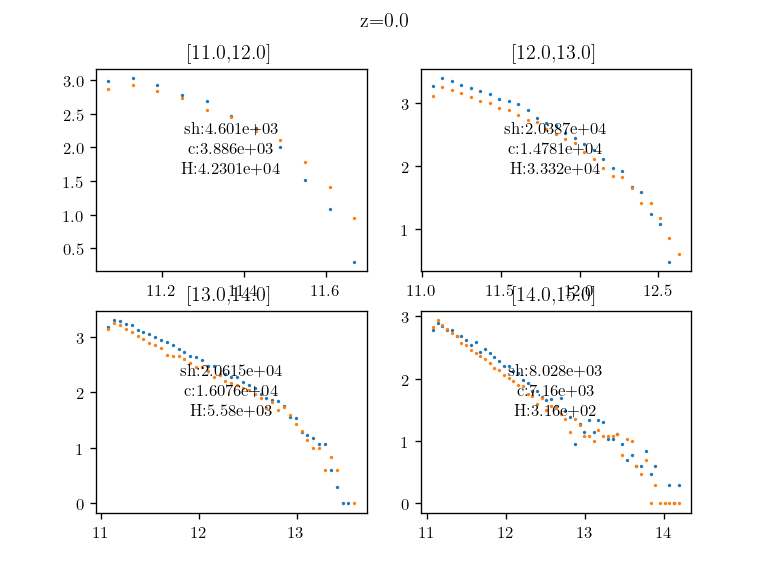 z=0.0
[11.0,12.0]
[12.0,13.0]
3.0
2.5
2.0
1.5
1.0
0.5
sh:4.601e+03
c:3.886e+03
H:4.2301e+04
11.2
11.4
11.6
3
2
1
sh:2.0387e+04
c:1.4781e+04
H:3.332e+04
11.0
11.5
12.0
12.5
[13.0,14.0]
[14.0,15.0]
3
2
1
0
sh:2.0615e+04
c:1.6076e+04
H:5.58e+03
11
12
13
3
2
1
0
sh:8.028e+03
c:7.16e+03
H:3.16e+02
11
12
13
14